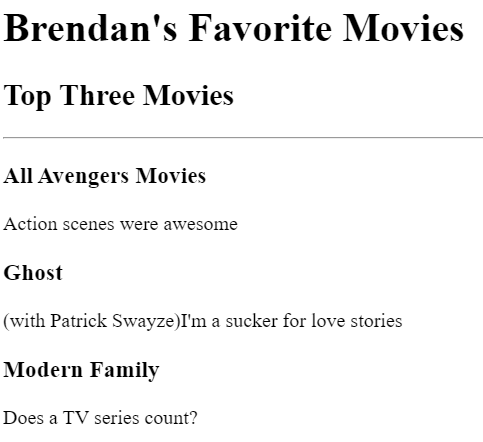 Brendan's Favorite Movies
Top Three Movies
All Avengers Movies
Action scenes were awesome
Ghost
(with Patrick Swayze)I'm a sucker for love stories
Modern Family
Does a TV series count?